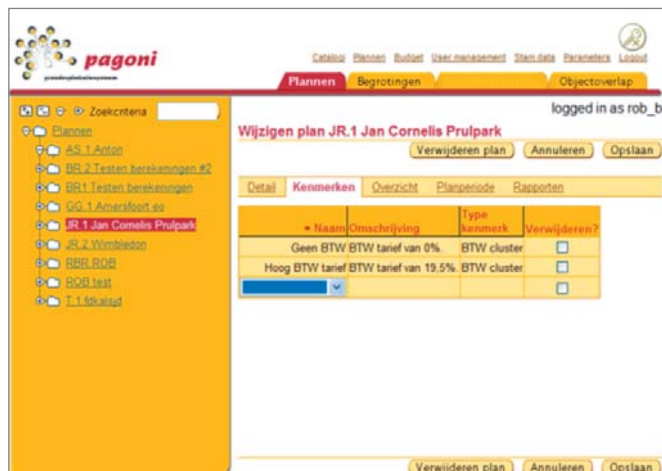 pagoni
Catalogi Plannen Budget User management Stam data Parameters Logout
Plannen Begrotingen Objectoverlap
Zoekcriteria
logged in as rob_b
Plannen
Wijzigen plan JR.1 Jan Cornelis Prulpark
AS.1 Anton
Verwijderen plan Annuleren Opslaan
BR.2 Testen berekeningen #2
BR1 Testen berekeningen
Detail Kenmerken Overzicht Planperiode Rapporten
GG.1 Amersfoort eo
JR.1 Jan Cornelis Prulpark
JR.2 Wimbledon
RBR ROB
ROB test
T.1 fdkalsjd
Naam Omschrijving Type kenmerk Verwijderen?
Geen BTW BTW tarief van 0%. BTW cluster
Hoog BTW tarief BTW tarief van 19,5%. BTW cluster
Verwijderen plan Annuleren Opslaan